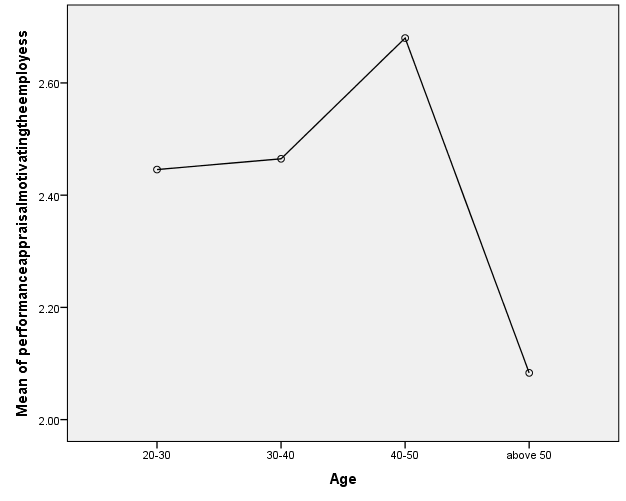 Mean of performanceappraisalmotivatingtheemployess
2.60
2.40
2.20
2.00
20-30
30-40
40-50
above 50
Age